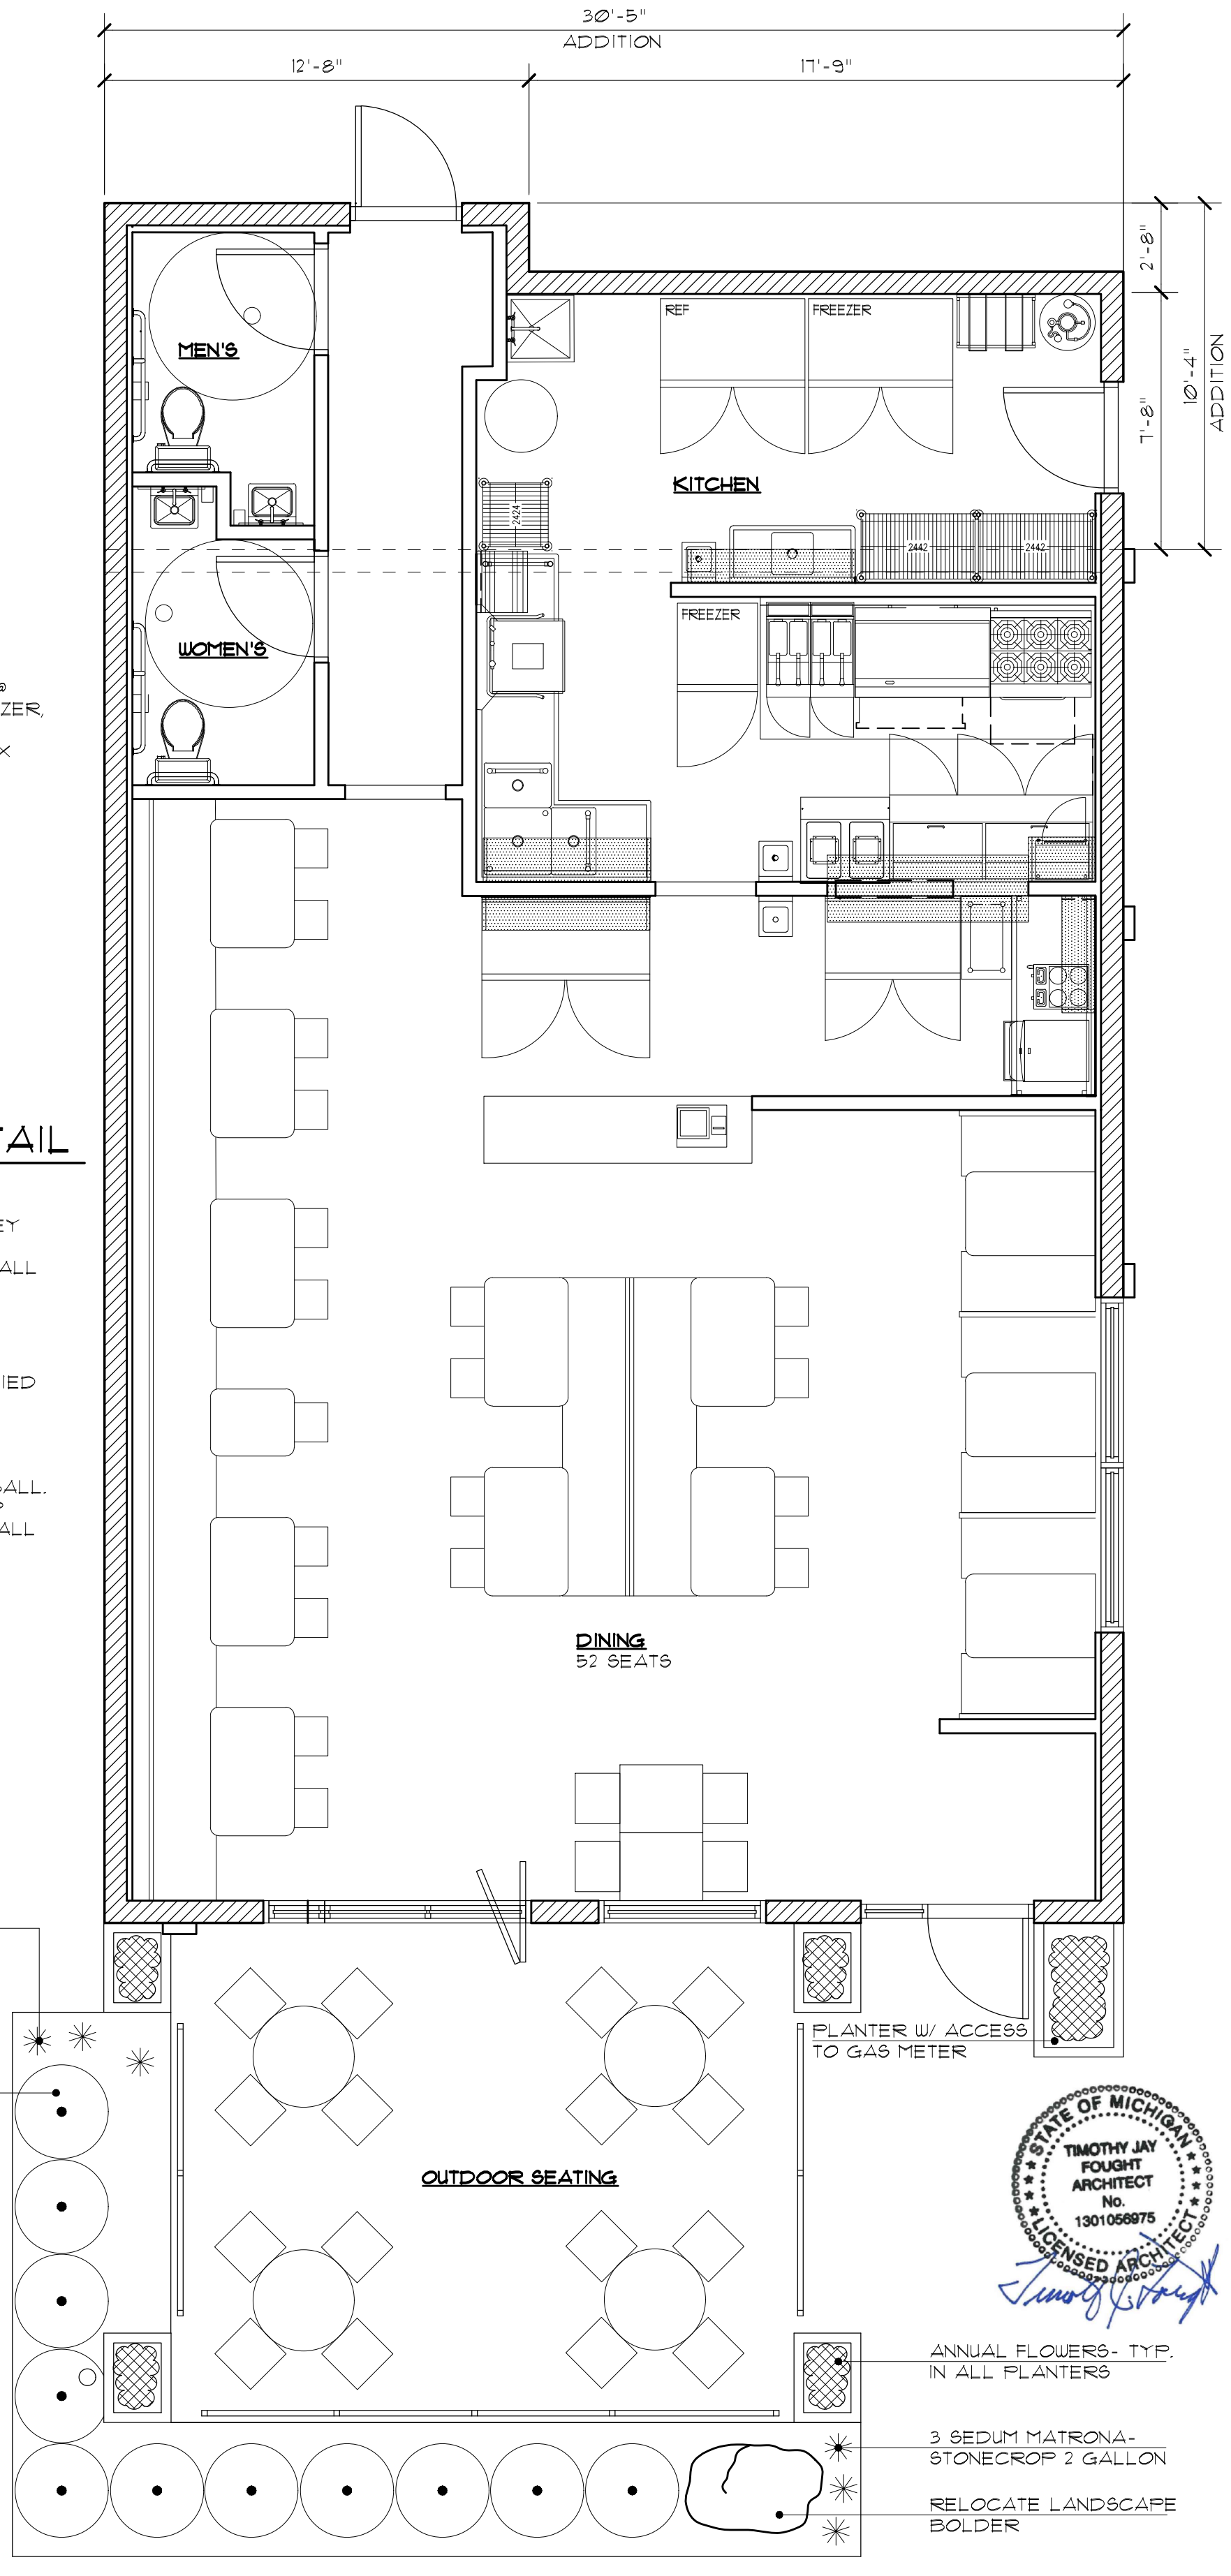 30'-5"
ADDITION
12'-8"
17'-9"
2'-8"
10'-4"
ADDITION
7'-8"
MEN'S
REF
FREEZER
KITCHEN
2424
2442
2442
FREEZER
WOMEN'S
ZER,
X
TAIL
EY
ALL
IED
BALL.
ALL
DINING
52 SEATS
PLANTER W/ ACCESS
TO GAS METER
OUTDOOR SEATING
STATE OF MICHIGAN
TIMOTHY JAY
FOUGHT
ARCHITECT
No.
1301056975
LICENSED ARCHITECT
ANNUAL FLOWERS- TYP.
IN ALL PLANTERS
3 SEDUM MATRONA-
STONECROP 2 GALLON
RELOCATE LANDSCAPE
BOLDER